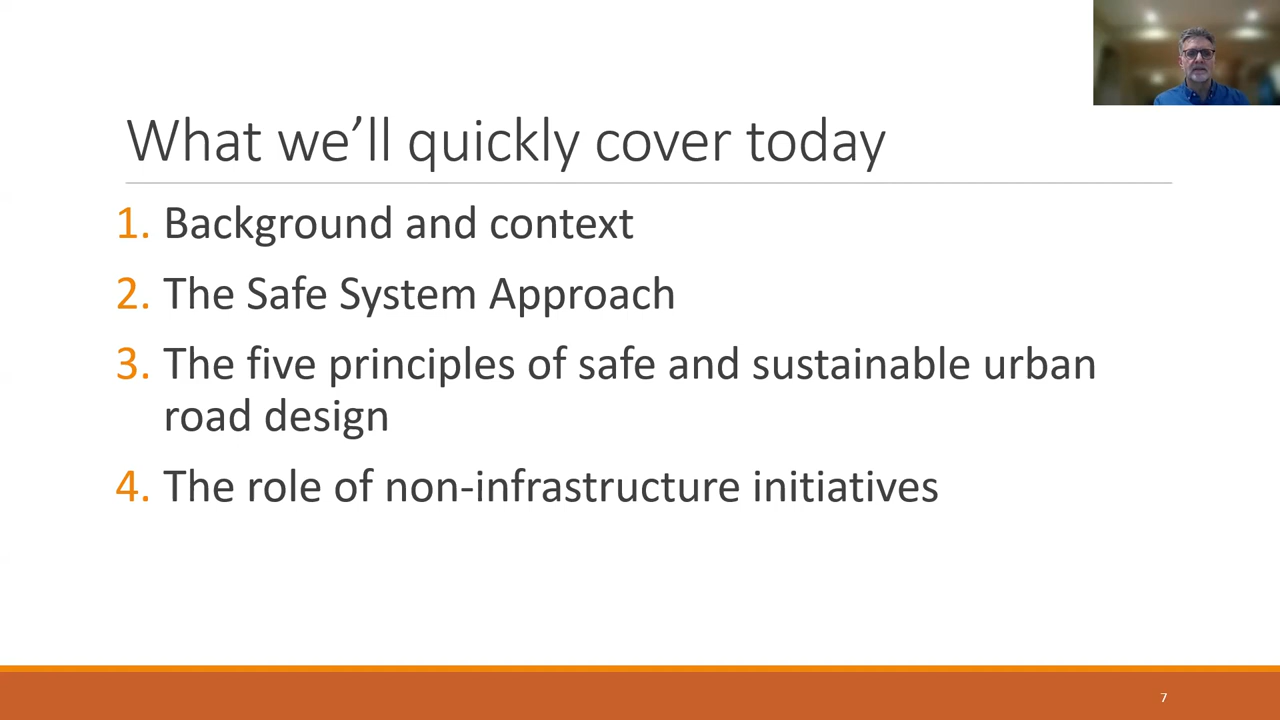 What we’ll quickly cover today
1. Background and context
2. The Safe System Approach
3. The five principles of safe and sustainable urban
road design
4. The role of non-infrastructure initiatives
7